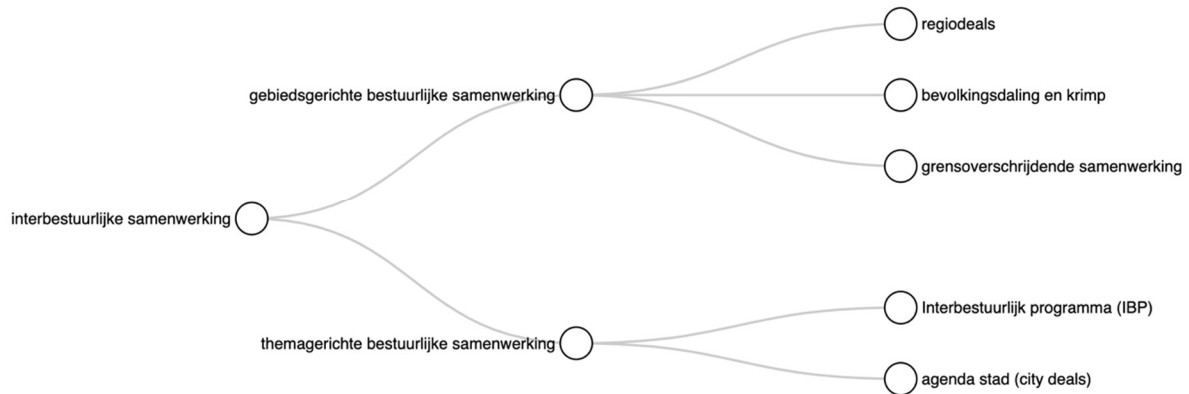 regiodeals
gebiedsgerichte bestuurlijke samenwerking
bevolkingsdaling en krimp
grensoverschrijdende samenwerking
interbestuurlijke samenwerking
Interbestuurlijk programma (IBP)
themagerichte bestuurlijke samenwerking
agenda stad (city deals)